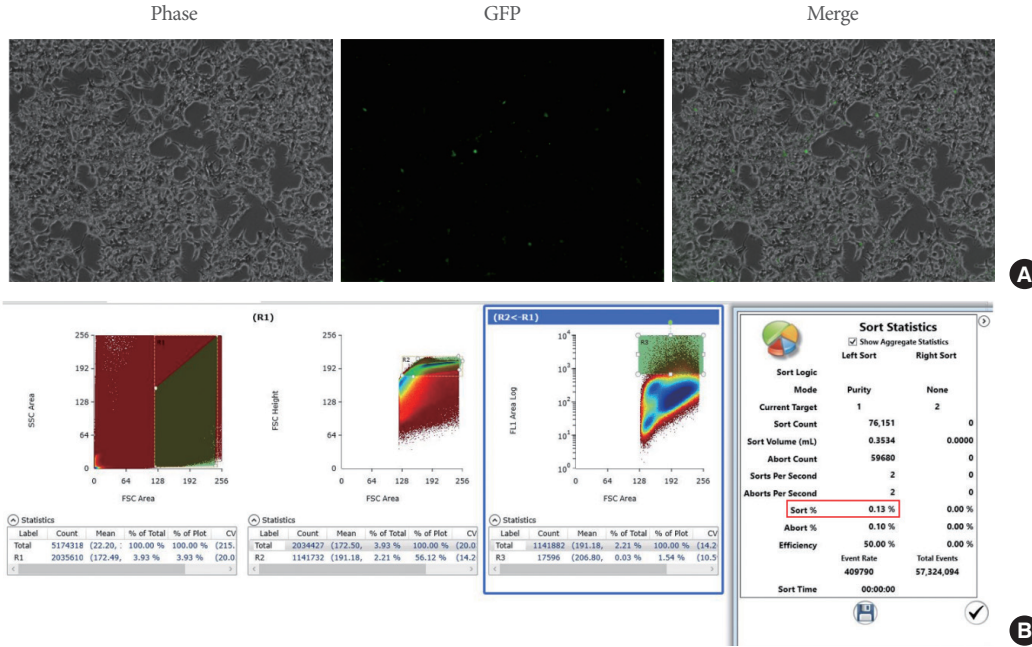 Phase GFP Merge
A
(R1)
256
192
128
64
0
SSC Area
R1
0 64 128 192 256
FSC Area
Statistics
Label Count Mean % of Total % of Plot CV
Total 5174318 (22.20, : 100.00 % 100.00 % (215.
R1 2035610 (172.49, 3.93 % 3.93 % (20.0
256
192
128
64
0
FSC Height
R2
0 64 128 192 256
FSC Area
Statistics
Label Count Mean % of Total % of Plot CV
Total 2034427 (172.50, 3.93 % 100.00 % (20.0
R2 1141732 (191.18, 2.21 % 56.12 % (14.2
(R2<-R1)
10⁴
10³
10²
10¹
10⁰
FL1 Area Log
R3
0 64 128 192 256
FSC Area
Statistics
Label Count Mean % of Total % of Plot CV
Total 1141882 (191.18, 2.21 % 100.00 % (14.2
R3 17596 (206.80, 0.03 % 1.54 % (10.5
Sort Statistics
Show Aggregate Statistics
Left Sort Right Sort
Sort Logic
Mode Purity None
Current Target 1 2
Sort Count 76,151 0
Sort Volume (mL) 0.3534 0.0000
Abort Count 59680 0
Sorts Per Second 2 0
Aborts Per Second 2 0
Sort % 0.13 % 0.00 %
Abort % 0.10 % 0.00 %
Efficiency 50.00 % 0.00 %
Event Rate Total Events
409790 57,324,094
Sort Time 00:00:00
B